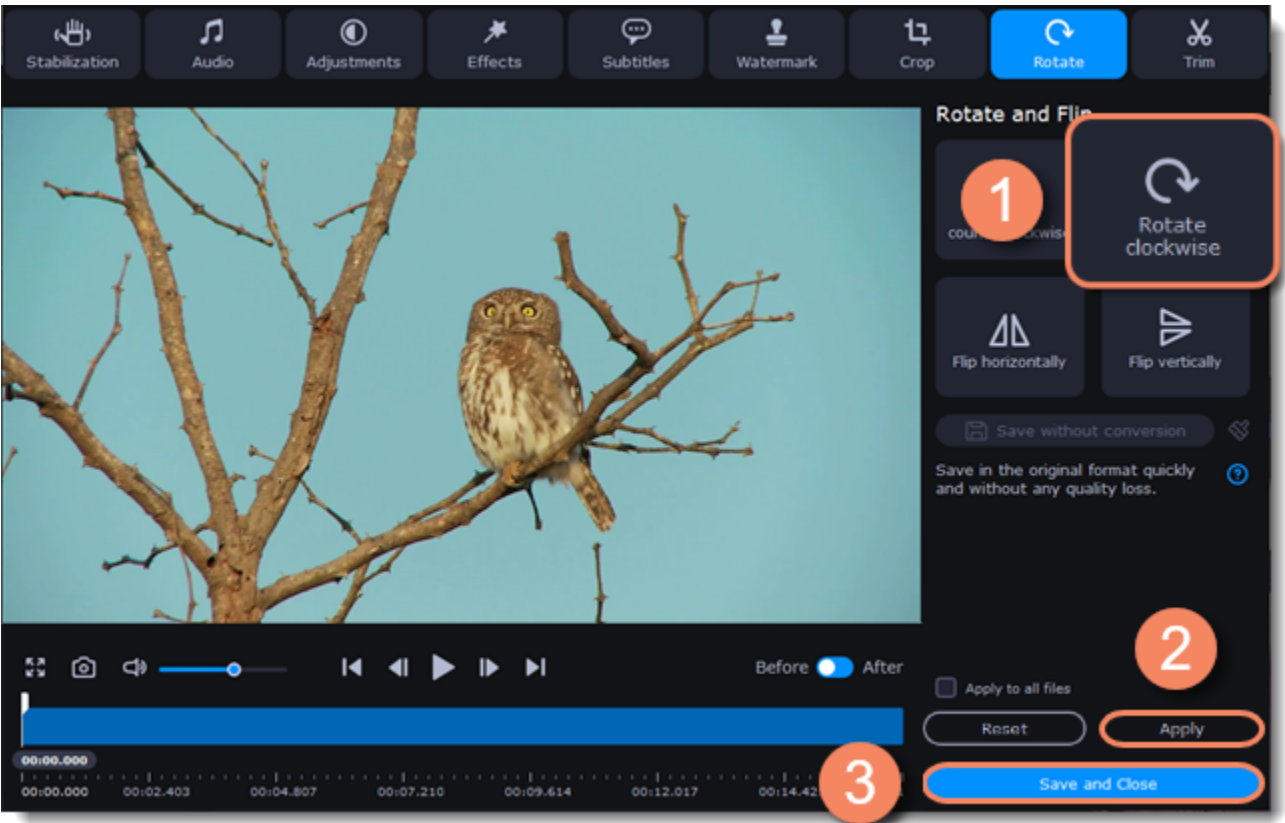 Stabilization
Audio
Adjustments
Effects
Subtitles
Watermark
Crop
Rotate
Trim
Rotate and Flip
1
Rotate
clockwise
Flip horizontally
Flip vertically
Save without conversion
Save in the original format quickly
and without any quality loss.
Before After
2
Apply to all files
Reset
Apply
00:00.000
00:00.000 00:02.403 00:04.807 00:07.210 00:09.614 00:12.017
3
Save and Close